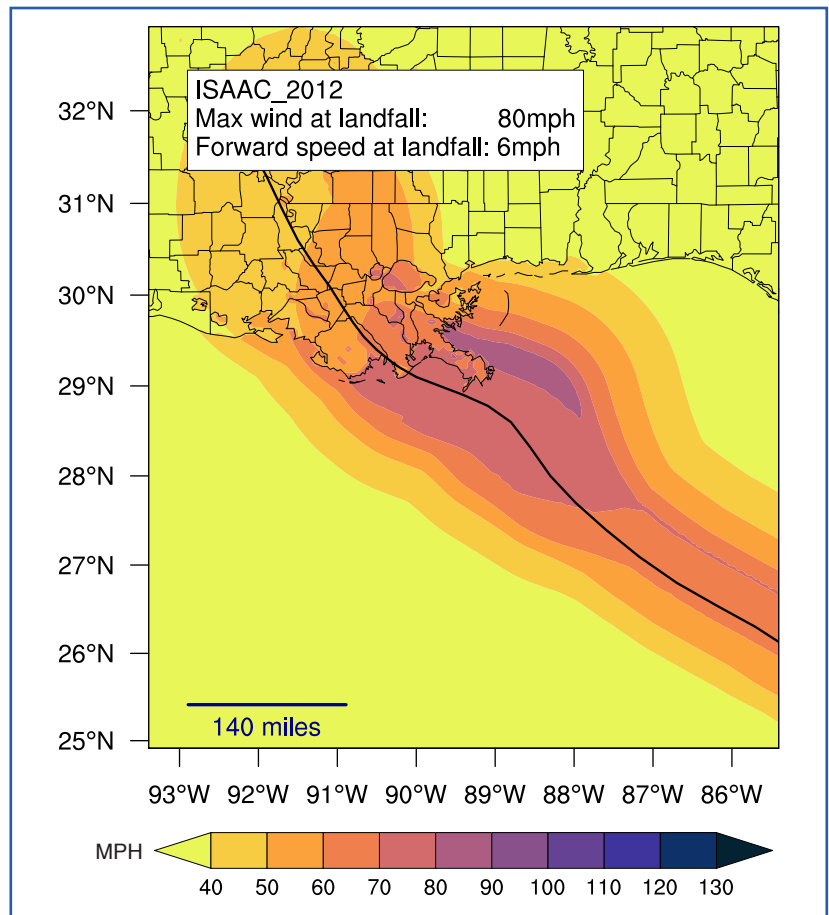 ISAAC_2012
Max wind at landfall: 80mph
Forward speed at landfall: 6mph
32°N
31°N
30°N
29°N
28°N
27°N
26°N
25°N
140 miles
93°W 92°W 91°W 90°W 89°W 88°W 87°W 86°W
MPH
40 50 60 70 80 90 100 110 120 130